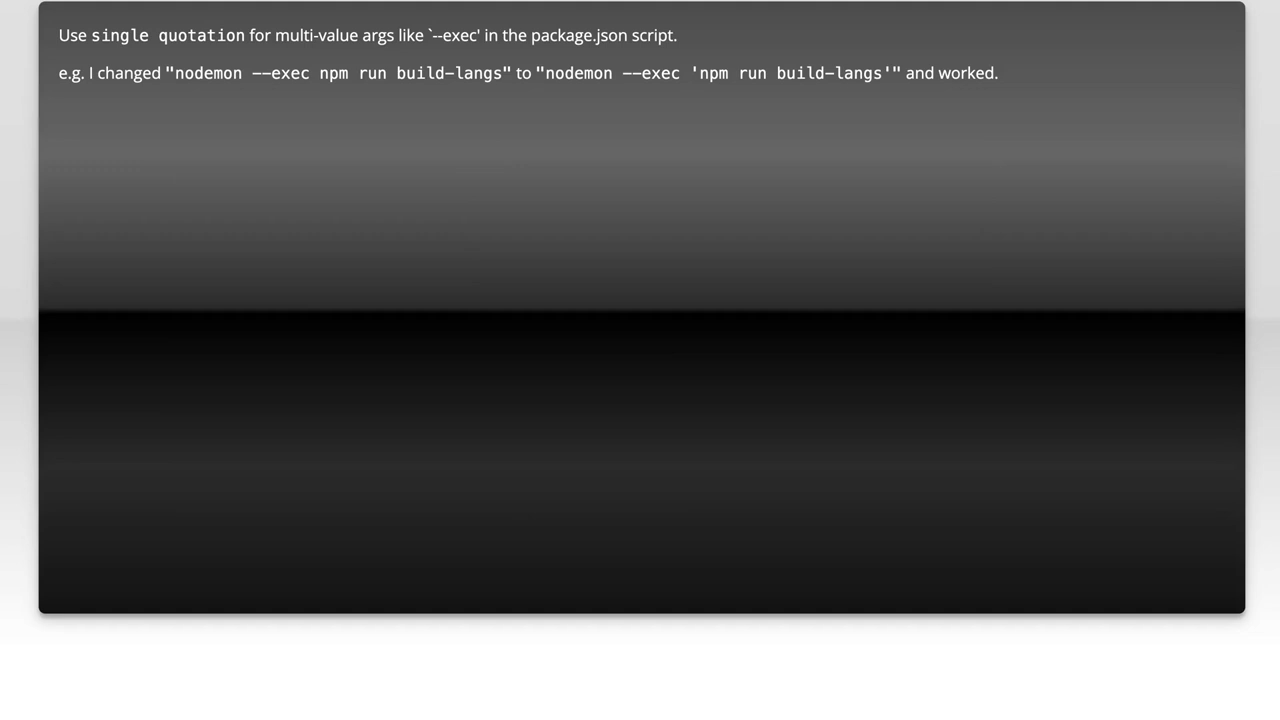 Use single quotation for multi-value args like `--exec' in the package.json script.
e.g. I changed "nodemon --exec npm run build-langs" to "nodemon --exec 'npm run build-langs'" and worked.